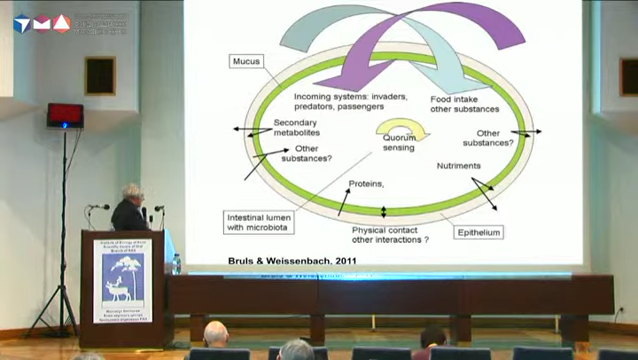 Mucus
Incoming systems: invaders,
predators, passengers
Food intake
other substances
Secondary
metabolites
Other
substances?
Quorum
sensing
Other
substances?
Nutriments
Proteins,
Intestinal lumen
with microbiota
Physical contact
other interactions ?
Epithelium
Bruls & Weissenbach, 2011